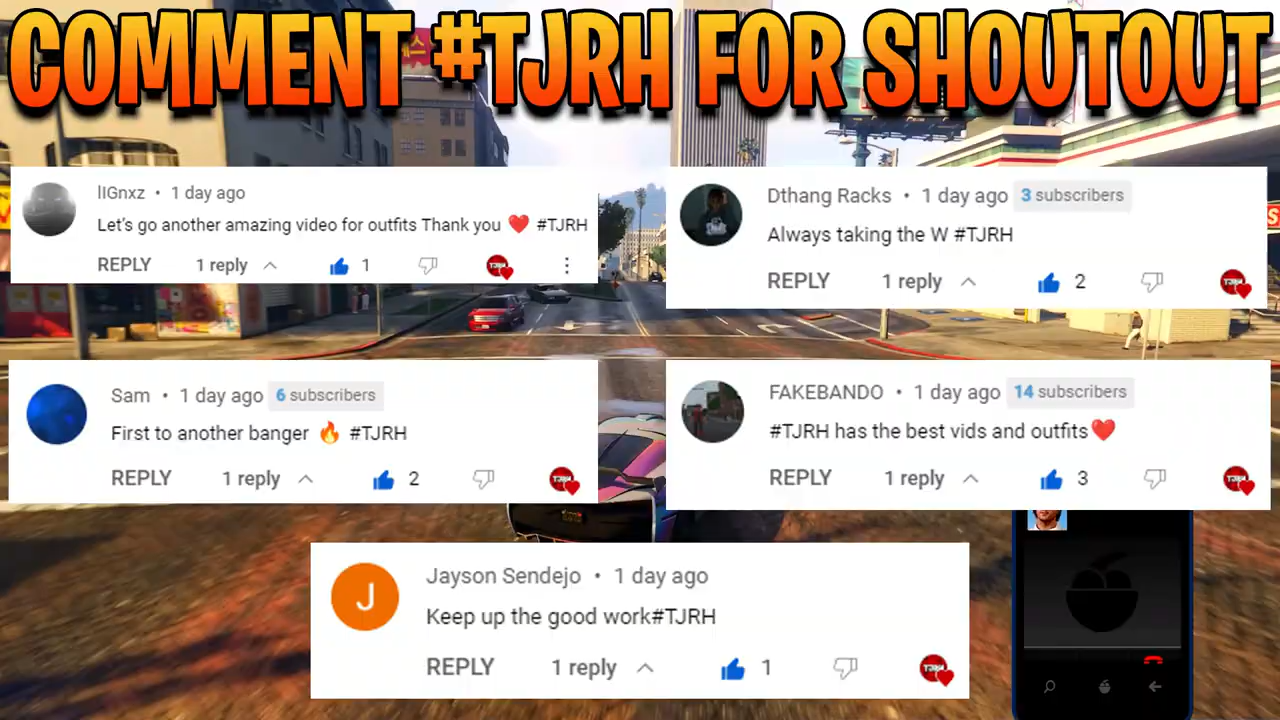 COMMENT #TJRH FOR SHOUTOUT
lIGnxz • 1 day ago
Let's go another amazing video for outfits Thank you ❤️ #TJRH
REPLY 1 reply 1
Dthang Racks • 1 day ago 3 subscribers
Always taking the W #TJRH
REPLY 1 reply 2
Sam • 1 day ago 6 subscribers
First to another banger 🔥 #TJRH
REPLY 1 reply 2
FAKEBANDO • 1 day ago 14 subscribers
#TJRH has the best vids and outfits❤️
REPLY 1 reply 3
J
Jayson Sendejo • 1 day ago
Keep up the good work#TJRH
REPLY 1 reply 1